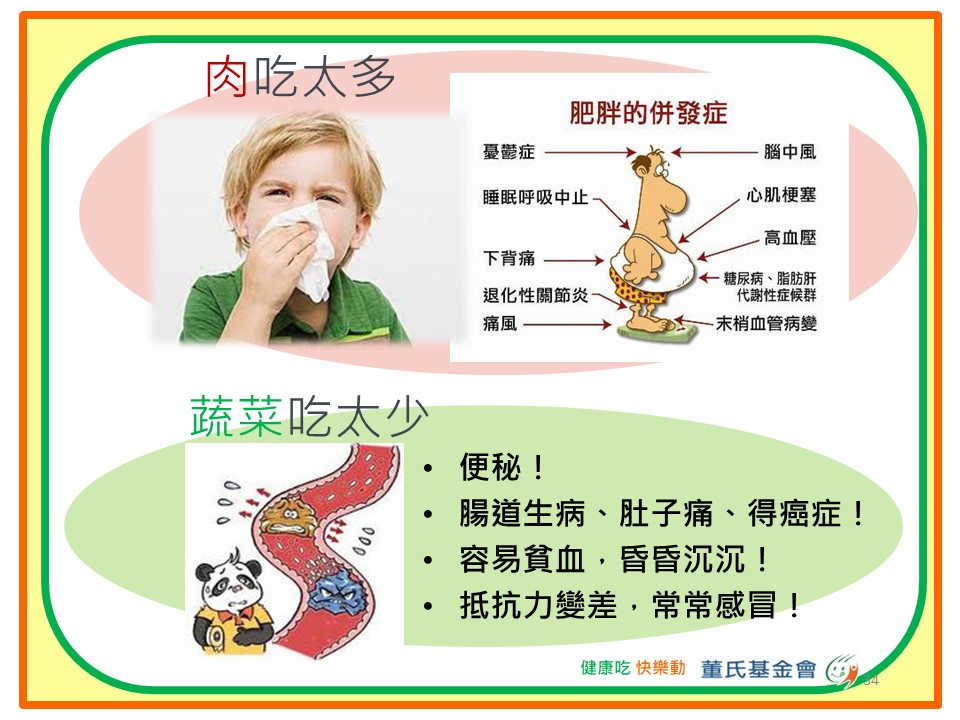 肉吃太多
肥胖的併發症
憂鬱症
腦中風
睡眠呼吸中止
心肌梗塞
高血壓
下背痛
糖尿病、脂肪肝
代謝性症候群
退化性關節炎
痛風
末梢血管病變
蔬菜吃太少
• 便秘！
• 腸道生病、肚子痛、得癌症！
• 容易貧血，昏昏沉沉！
• 抵抗力變差，常常感冒！
健康吃 快樂動 董氏基金會
34